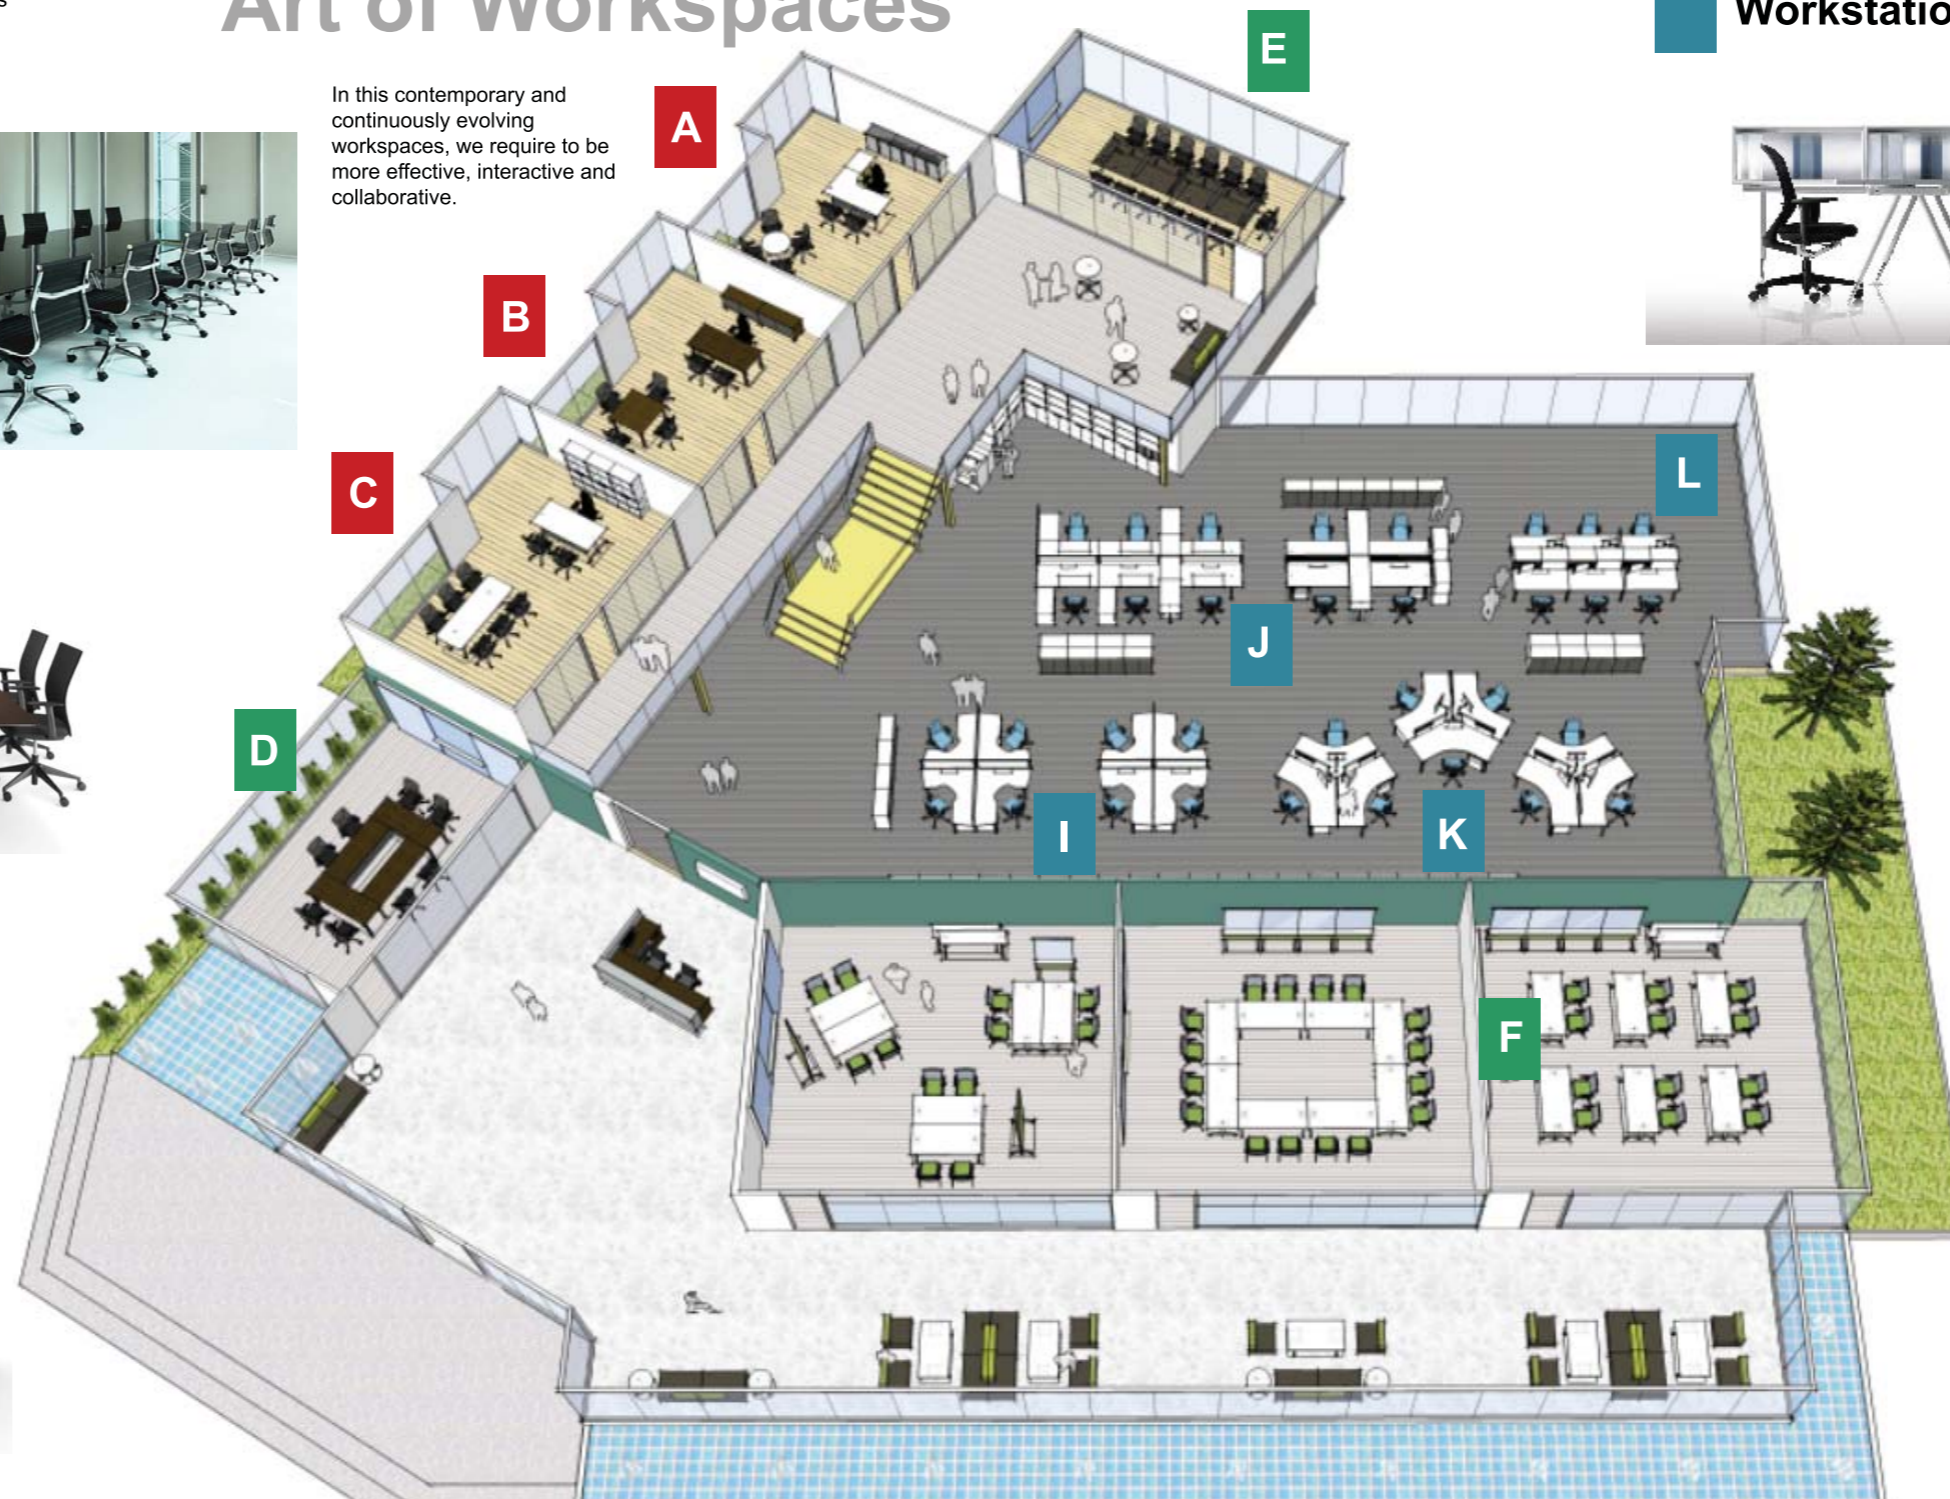 s
Art of Workspaces
Workstatio
In this contemporary and
continuously evolving
workspaces, we require to be
more effective, interactive and
collaborative.
E
A
B
C
L
J
D
I
K
F